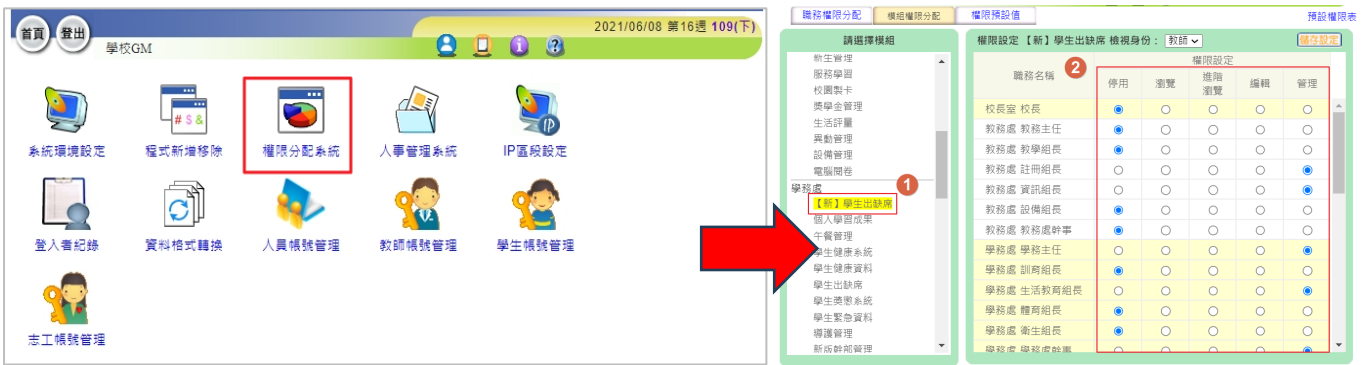 首頁 登出
學校GM
2021/06/08 第16週 109(下)
# $ &
IP
系統環境設定 程式新增移除 權限分配系統 人事管理系統 IP區段設定
登入者紀錄 資料格式轉換 人員帳號管理 教師帳號管理 學生帳號管理
志工帳號管理
職務權限分配 模組權限分配 權限預設值
預設權限表
請選擇模組
新生管理
服務學習
校園製卡
獎學金管理
生活評量
異動管理
設備管理
電腦閱卷
學務處
1
【新】學生出缺席
個人學習成果
午餐管理
學生健康系統
學生健康資料
學生出缺席
學生獎懲系統
學生緊急資料
導護管理
新版幹部管理
權限設定 【新】學生出缺席 檢視身份： 教師
儲存設定
職務名稱
2
權限設定
停用 瀏覽 進階瀏覽 編輯 管理
校長室 校長
教務處 教務主任
教務處 教學組長
教務處 註冊組長
教務處 資訊組長
教務處 設備組長
教務處 教務處幹事
學務處 學務主任
學務處 訓育組長
學務處 生活教育組長
學務處 體育組長
學務處 衛生組長
學務處 學務處幹事